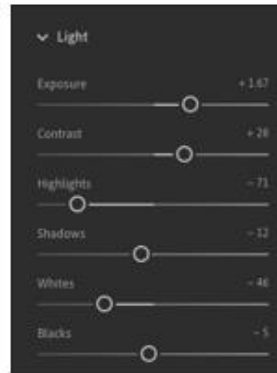 Light
Exposure + 1.67
Contrast + 28
Highlights − 71
Shadows − 12
Whites − 46
Blacks − 5